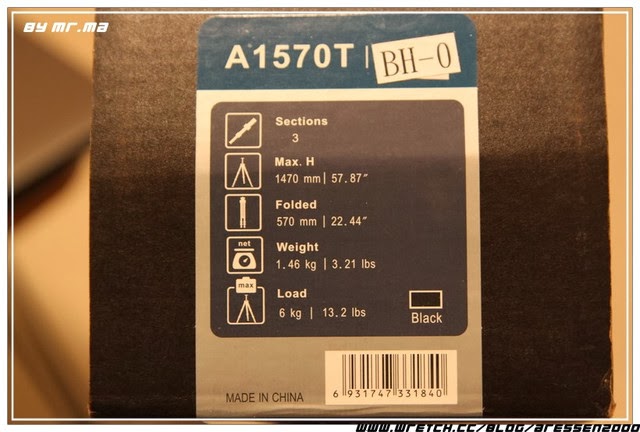 BY MR.MA
A1570T | BH-0
Sections
3
Max. H
1470 mm | 57.87″
Folded
570 mm | 22.44″
net
Weight
1.46 kg | 3.21 lbs
max
Load
6 kg | 13.2 lbs
Black
MADE IN CHINA
6 931747 331840
WWW.WRETCH.CC/BLOG/ARESSEN2000